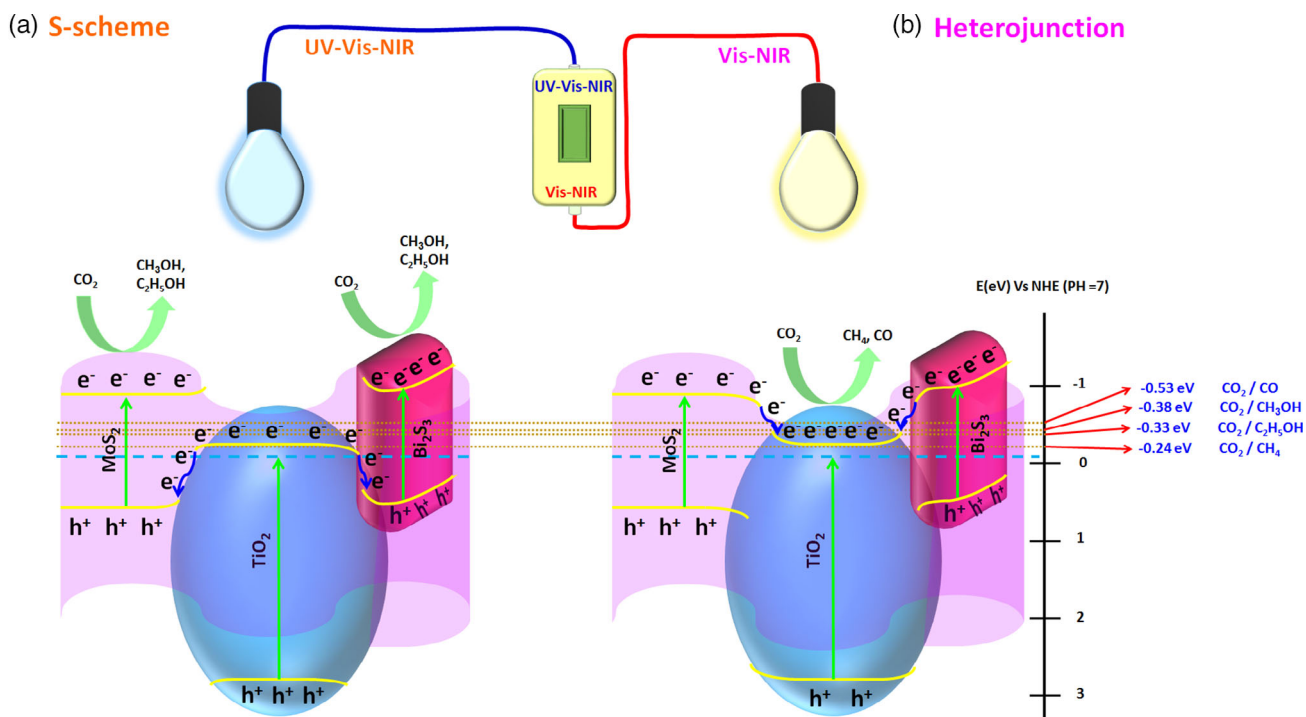 (a) S-scheme
UV-Vis-NIR
UV-Vis-NIR
Vis-NIR
Vis-NIR
(b) Heterojunction
CO₂
CH₃OH,
C₂H₅OH
CO₂
CH₃OH,
C₂H₅OH
e⁻ e⁻ e⁻ e⁻
e⁻ e⁻ e⁻ e⁻
e⁻ e⁻ e⁻ e⁻ e⁻
e⁻ e⁻
e⁻ e⁻
MoS₂
TiO₂
Bi₂S₃
h⁺ h⁺ h⁺
h⁺ h⁺ h⁺
h⁺ h⁺ h⁺
CO₂
CH₄, CO
e⁻ e⁻ e⁻ e⁻
e⁻ e⁻ e⁻ e⁻
e⁻ e⁻
e⁻ e⁻ e⁻ e⁻ e⁻
MoS₂
TiO₂
Bi₂S₃
h⁺ h⁺ h⁺
h⁺ h⁺ h⁺
h⁺ h⁺
E(eV) Vs NHE (PH =7)
-1
0
1
2
3
-0.53 eV CO₂ / CO
-0.38 eV CO₂ / CH₃OH
-0.33 eV CO₂ / C₂H₅OH
-0.24 eV CO₂ / CH₄